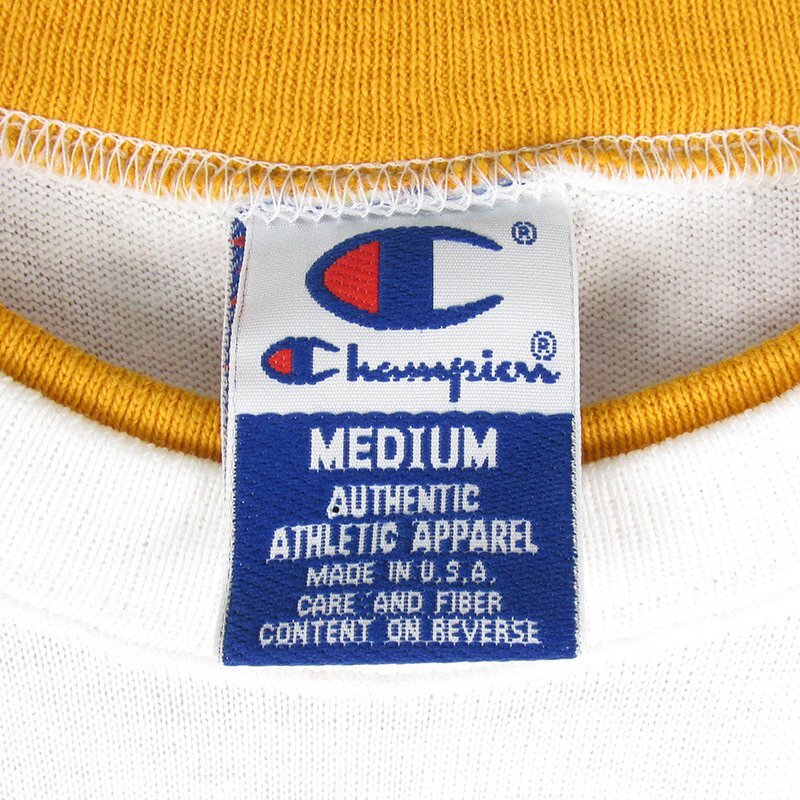 ®
Champion®
MEDIUM
AUTHENTIC
ATHLETIC APPAREL
MADE IN U.S.A.
CARE AND FIBER
CONTENT ON REVERSE